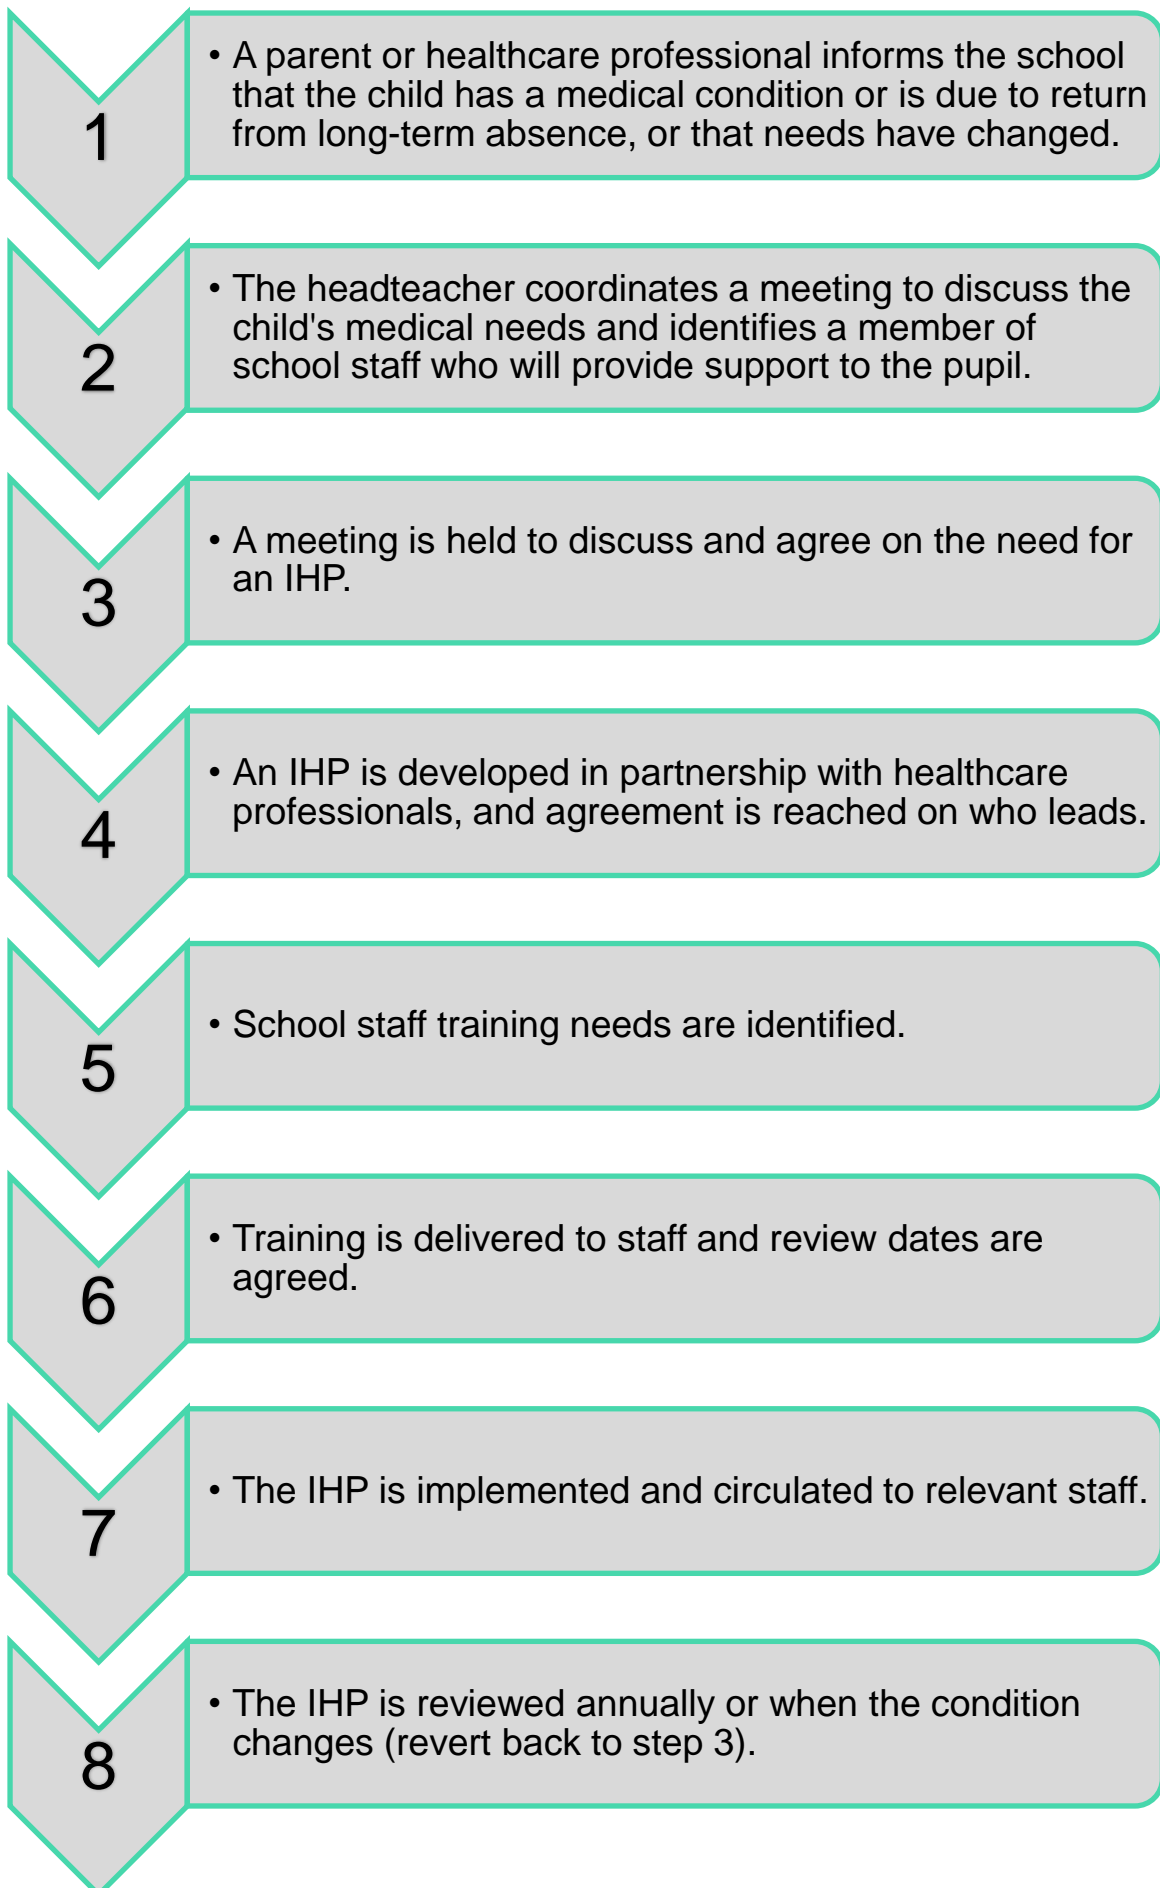 1
• A parent or healthcare professional informs the school
that the child has a medical condition or is due to return
from long-term absence, or that needs have changed.
2
• The headteacher coordinates a meeting to discuss the
child's medical needs and identifies a member of
school staff who will provide support to the pupil.
3
• A meeting is held to discuss and agree on the need for
an IHP.
4
• An IHP is developed in partnership with healthcare
professionals, and agreement is reached on who leads.
5
• School staff training needs are identified.
6
• Training is delivered to staff and review dates are
agreed.
7
• The IHP is implemented and circulated to relevant staff.
8
• The IHP is reviewed annually or when the condition
changes (revert back to step 3).